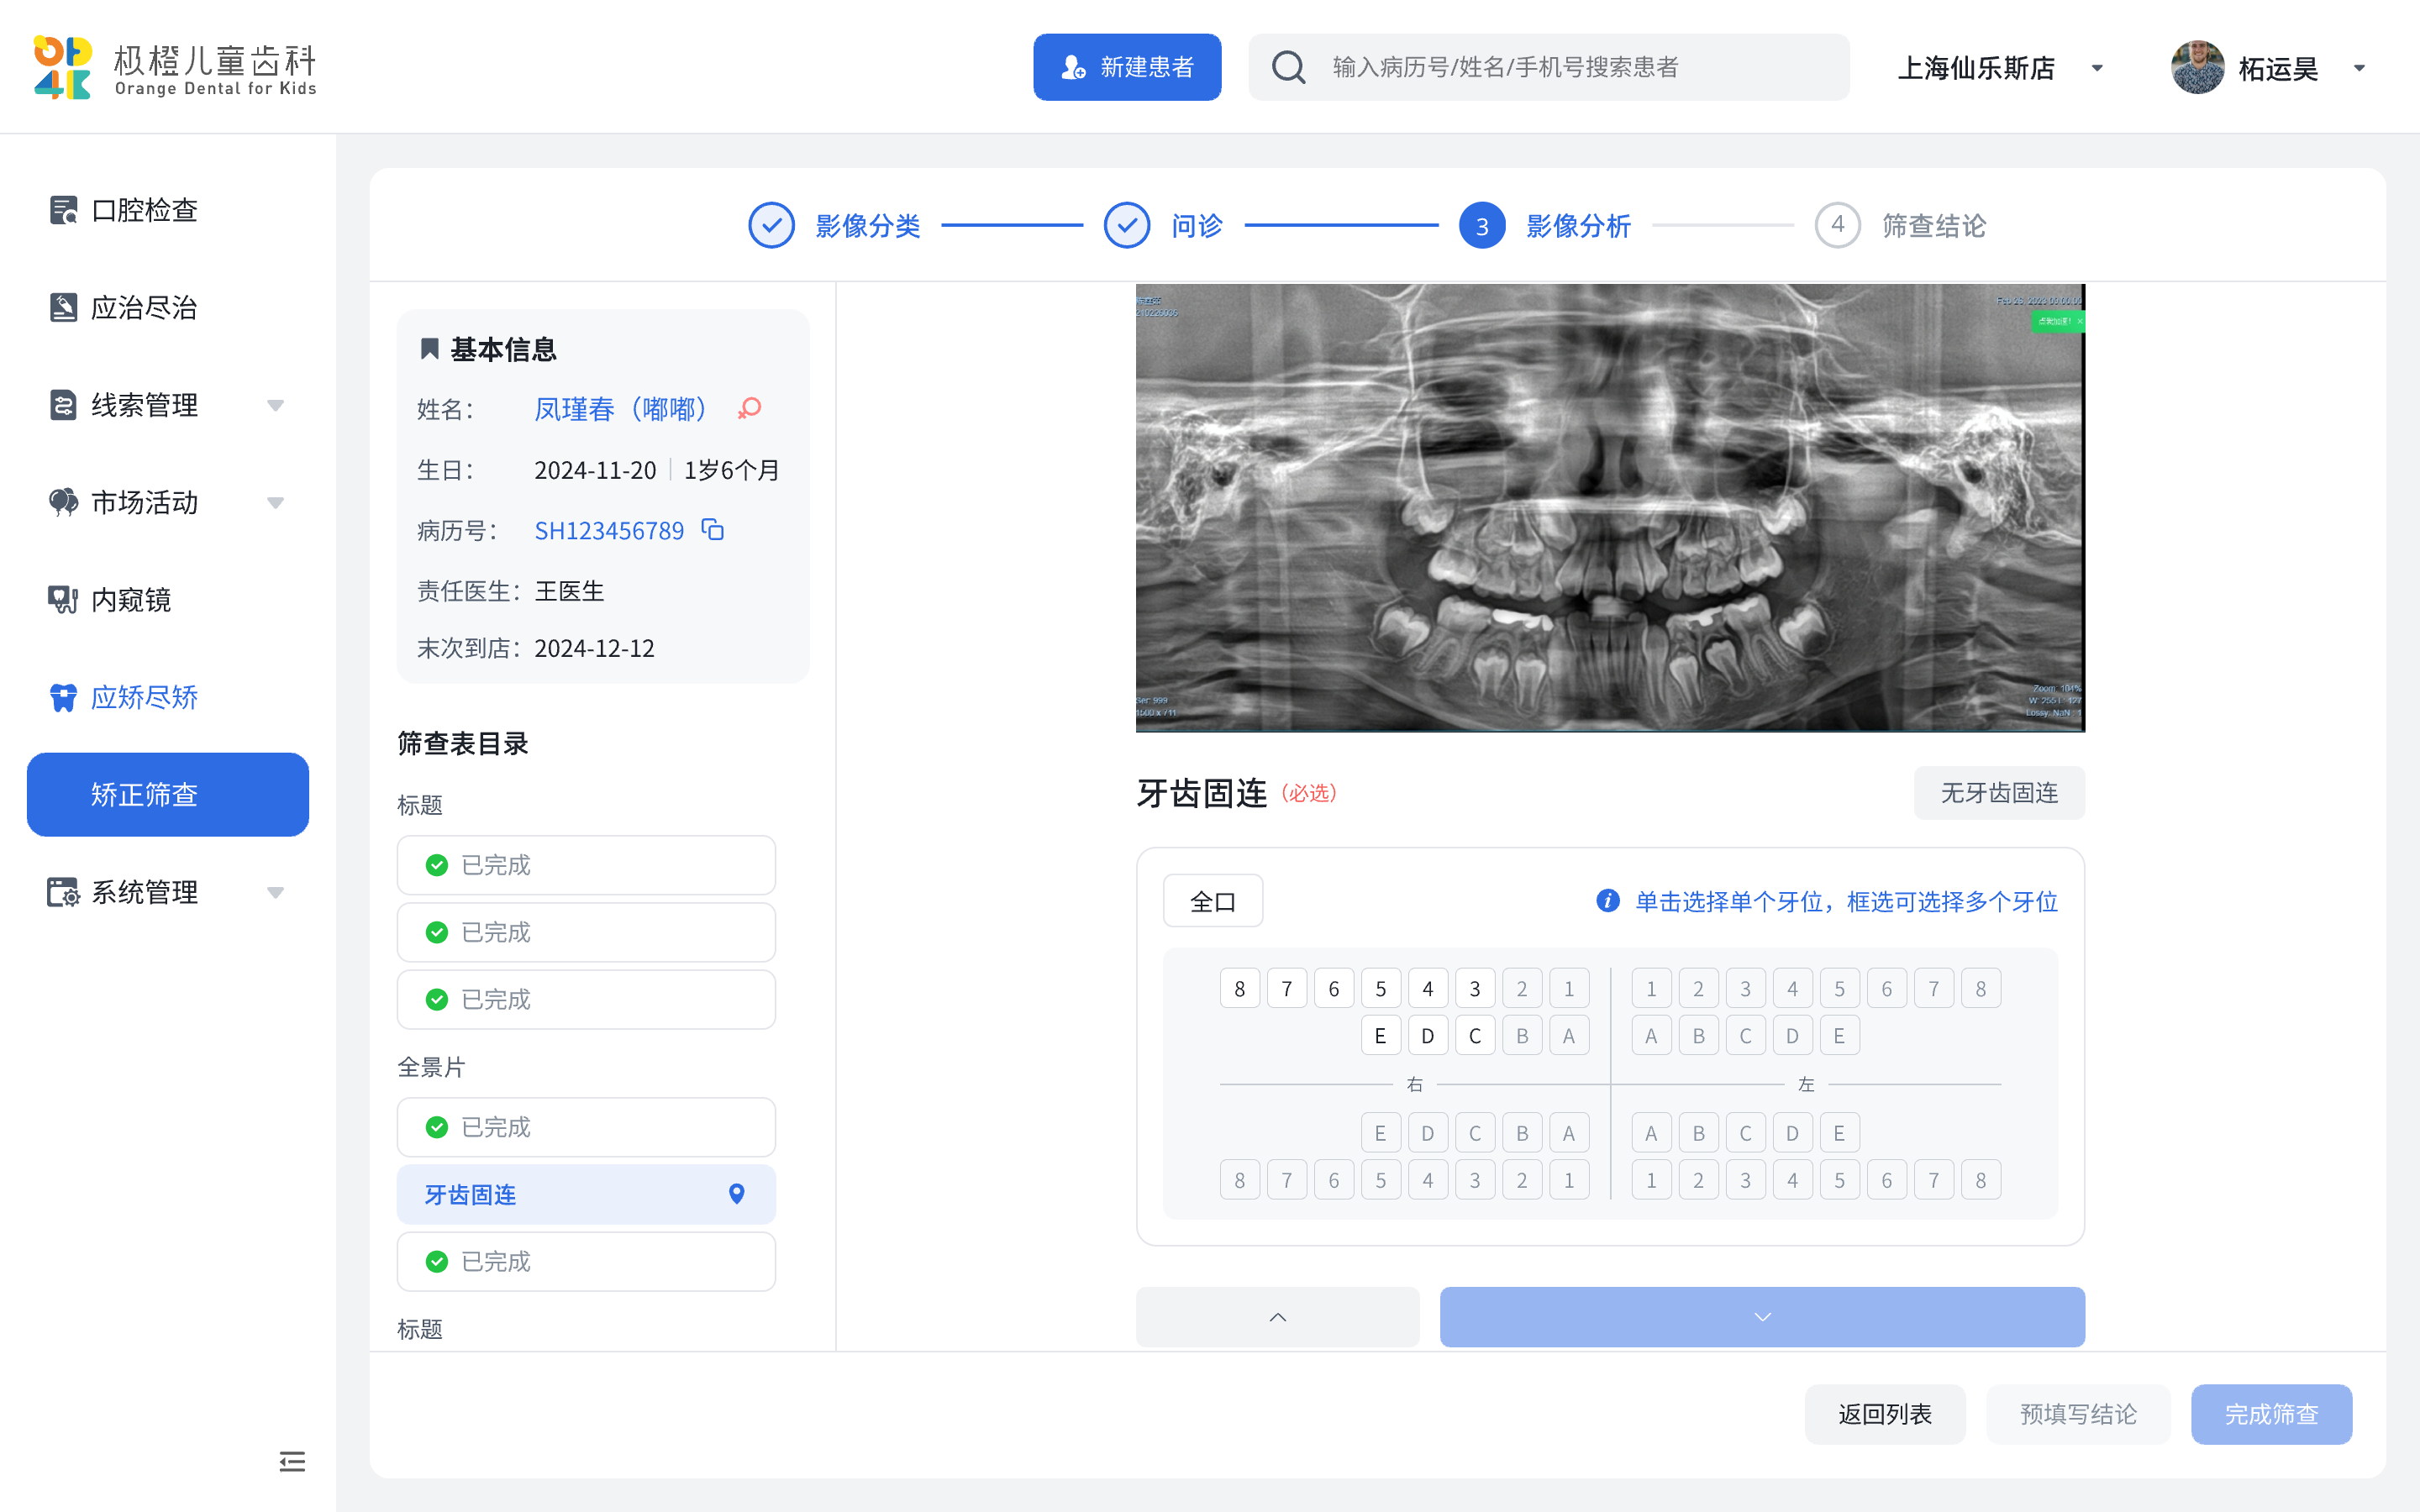 极橙儿童齿科
Orange Dental for Kids
新建患者
输入病历号/姓名/手机号搜索患者
上海仙乐斯店
柘运昊
口腔检查
应治尽治
线索管理
市场活动
内窥镜
应矫尽矫
矫正筛查
系统管理
影像分类
问诊
3 影像分析
4 筛查结论
基本信息
姓名： 凤瑾春（嘟嘟）
生日： 2024-11-20 1岁6个月
病历号： SH123456789
责任医生： 王医生
末次到店： 2024-12-12
筛查表目录
标题
已完成
已完成
已完成
全景片
已完成
牙齿固连
已完成
标题
Zoom: 104%
Lossy: NaN
牙齿固连（必选）
无牙齿固连
全口
单击选择单个牙位，框选可选择多个牙位
8 7 6 5 4 3 2 1 1 2 3 4 5 6 7 8
E D C B A A B C D E
右 左
E D C B A A B C D E
8 7 6 5 4 3 2 1 1 2 3 4 5 6 7 8
返回列表
预填写结论
完成筛查